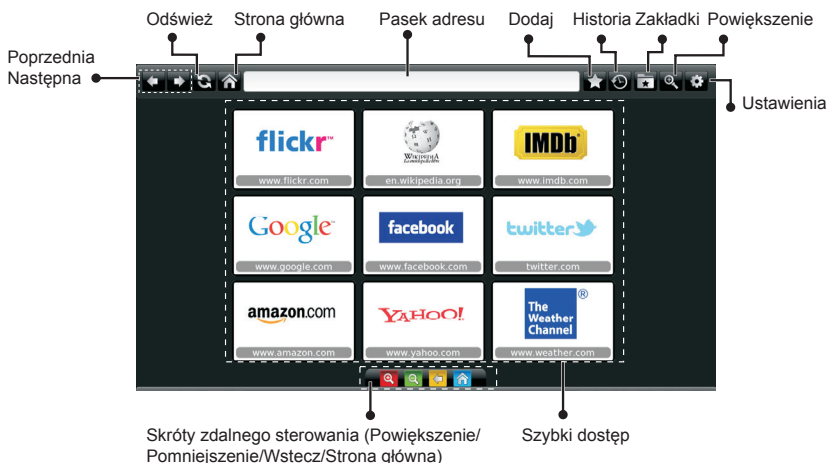 Odśwież Strona główna Pasek adresu Dodaj Historia Zakładki Powiększenie
Poprzednia
Następna
Ustawienia
flickr™ WIKIPEDIA IMDb
www.flickr.com en.wikipedia.org www.imdb.com
Google™ facebook twitter
www.google.com www.facebook.com twitter.com
amazon.com YAHOO! The Weather Channel ®
www.amazon.com www.yahoo.com www.weather.com
Skróty zdalnego sterowania (Powiększenie/
Pomniejszenie/Wstecz/Strona główna)
Szybki dostęp